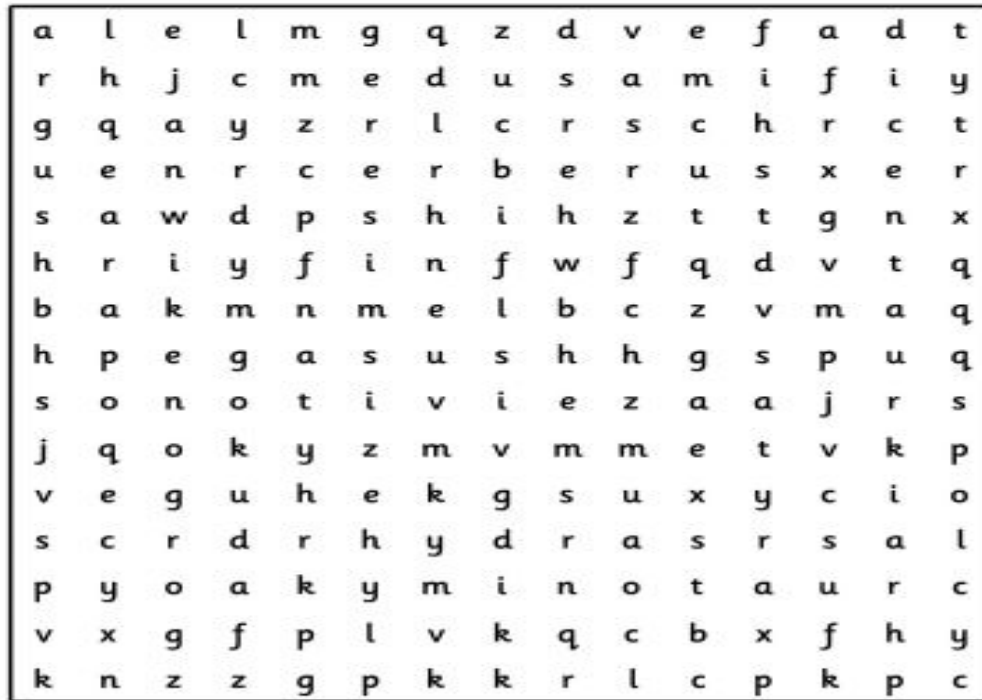 a l e l m g q z d v e f a d t
r h j c m e d u s a m i f i y
g q a y z r l c r s c h r c t
u e n r c e r b e r u s x e r
s a w d p s h i h z t t g n x
h r i y f i n f w f q d v t q
b a k m n m e l b c z v m a q
h p e g a s u s h h g s p u q
s o n o t i v i e z a a j r s
j q o k y z m v m m e t v k p
v e g u h e k g s u x y c i o
s c r d r h y d r a s r s a l
p y o a k y m i n o t a u r c
v x g f p l v k q c b x f h y
k n z z g p k k r l c p k p c